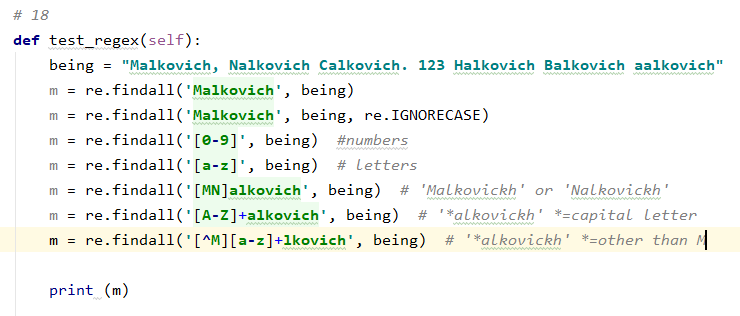 # 18
def test_regex(self):
being = "Malkovich, Nalkovich Calkovich. 123 Halkovich Balkovich aalkovich"
m = re.findall('Malkovich', being)
m = re.findall('Malkovich', being, re.IGNORECASE)
m = re.findall('[0-9]', being)  #numbers
m = re.findall('[a-z]', being)  # letters
m = re.findall('[MN]alkovich', being)  # 'Malkovickh' or 'Nalkovickh'
m = re.findall('[A-Z]+alkovich', being)  # '*alkovich' *=capital letter
m = re.findall('[^M][a-z]+lkovich', being)  # '*alkovickh' *=other than M
print (m)